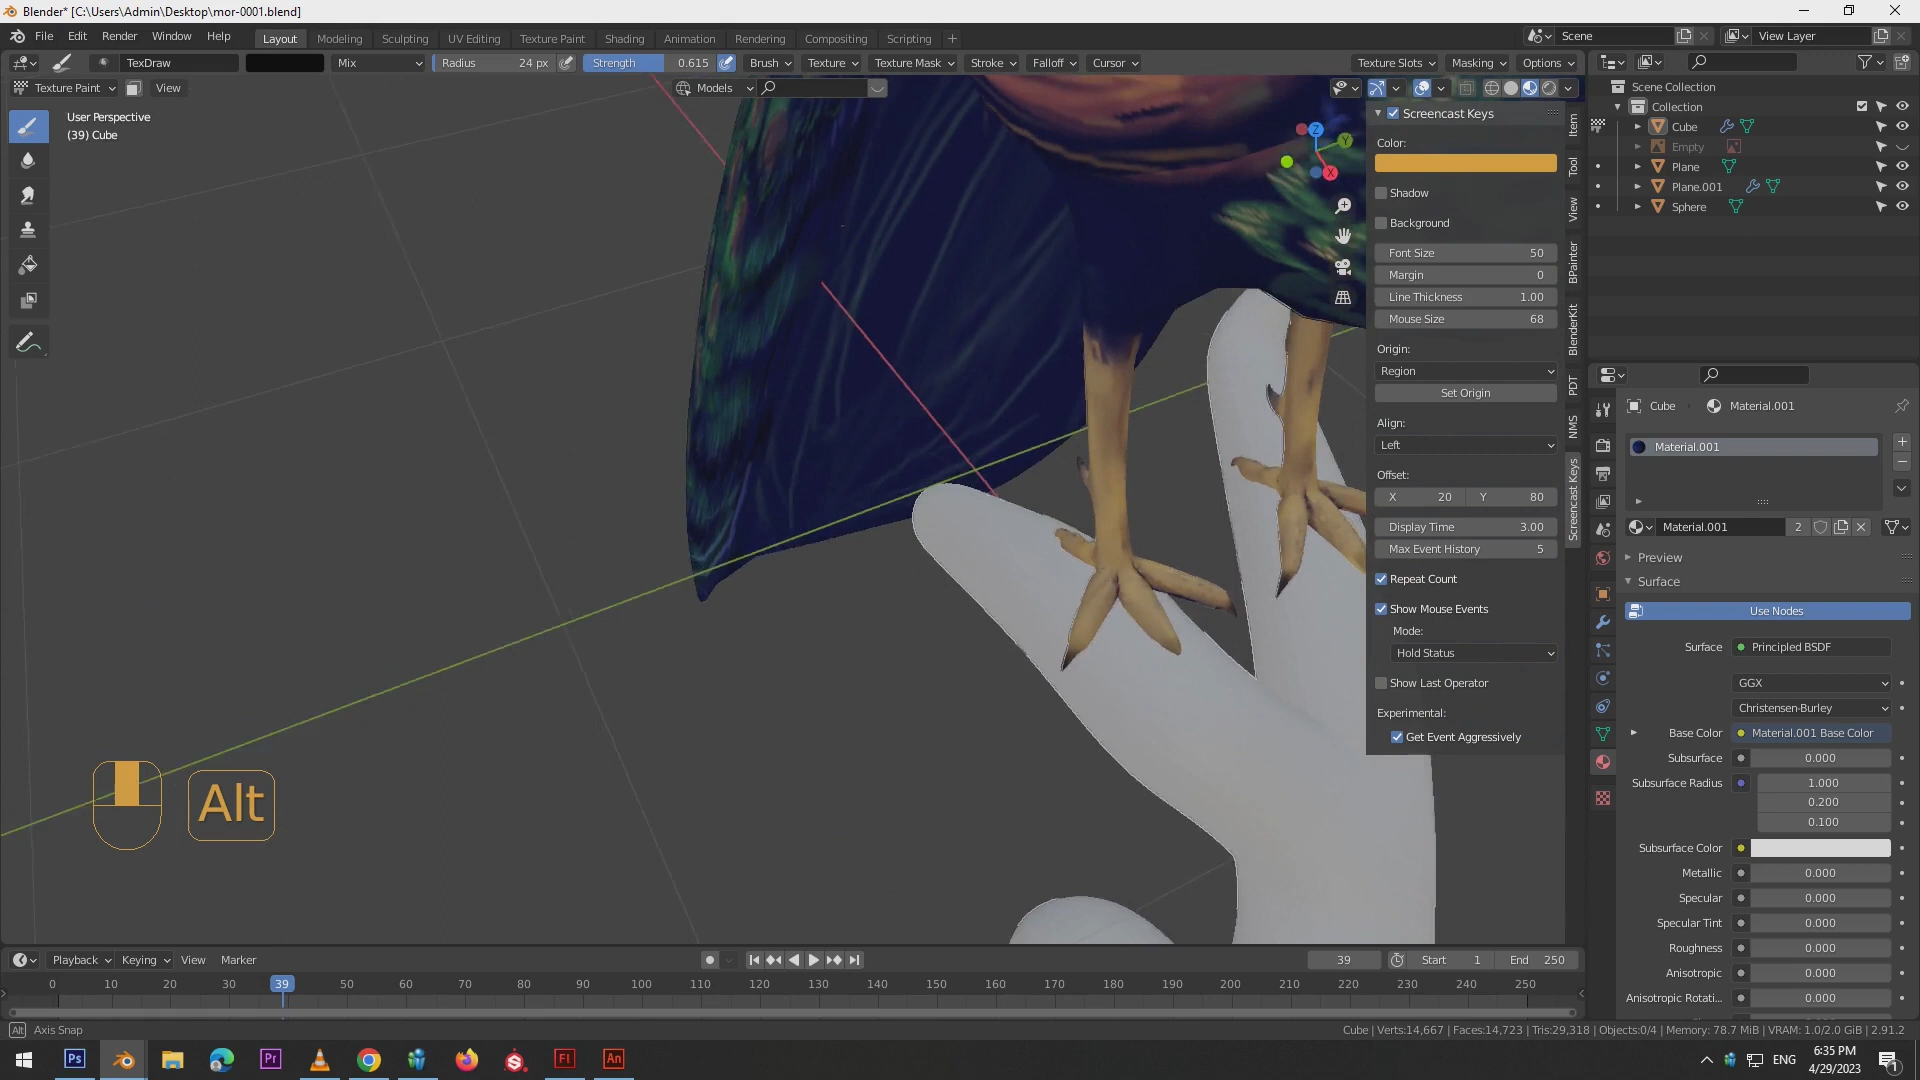 Blender* [C:\Users\Admin\Desktop\mor-0001.blend]
File Edit Render Window Help
Layout Modeling Sculpting UV Editing Texture Paint Shading Animation Rendering Compositing Scripting
Scene
View Layer
TexDraw
Mix
Radius 24 px
Strength 0.615
Brush Texture Texture Mask Stroke Falloff Cursor
Texture Slots Masking Options
Texture Paint View
Models
User Perspective
(39) Cube
Z
Y
X
Screencast Keys
Color:
Shadow
Background
Font Size 50
Margin 0
Line Thickness 1.00
Mouse Size 68
Origin:
Region
Set Origin
Align:
Left
Offset:
X 20 Y 80
Display Time 3.00
Max Event History 5
Repeat Count
Show Mouse Events
Mode:
Hold Status
Show Last Operator
Experimental:
Get Event Aggressively
Item
Tool
View
BPainter
BlenderKit
PDT
NMS
Screencast Keys
Scene Collection
Collection
Cube
Empty
Plane
Plane.001
Sphere
Cube Material.001
Material.001
Material.001 2
Preview
Surface
Use Nodes
Surface Principled BSDF
GGX
Christensen-Burley
Base Color Material.001 Base Color
Subsurface 0.000
Subsurface Radius 1.000
0.200
0.100
Subsurface Color
Metallic 0.000
Specular 0.000
Specular Tint 0.000
Roughness 0.000
Anisotropic 0.000
Anisotropic Rotati... 0.000
Alt
Playback Keying View Marker
39
Start 1
End 250
0 10 20 30 39 50 60 70 80 90 100 110 120 130 140 150 160 170 180 190 200 210 220 230 240 250
Alt Axis Snap
Cube | Verts:14,667 | Faces:14,723 | Tris:29,318 | Objects:0/4 | Memory: 78.7 MiB | VRAM: 1.0/2.0 GiB | 2.91.2
Ps
Pr
Fl
An
ENG
6:35 PM
4/29/2023
1